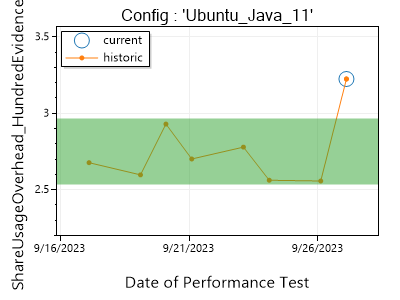 Config : 'Ubuntu_Java_11'
ShareUsageOverhead_HundredEvidence
current
historic
3.5
3
2.5
9/16/2023
9/21/2023
9/26/2023
Date of Performance Test